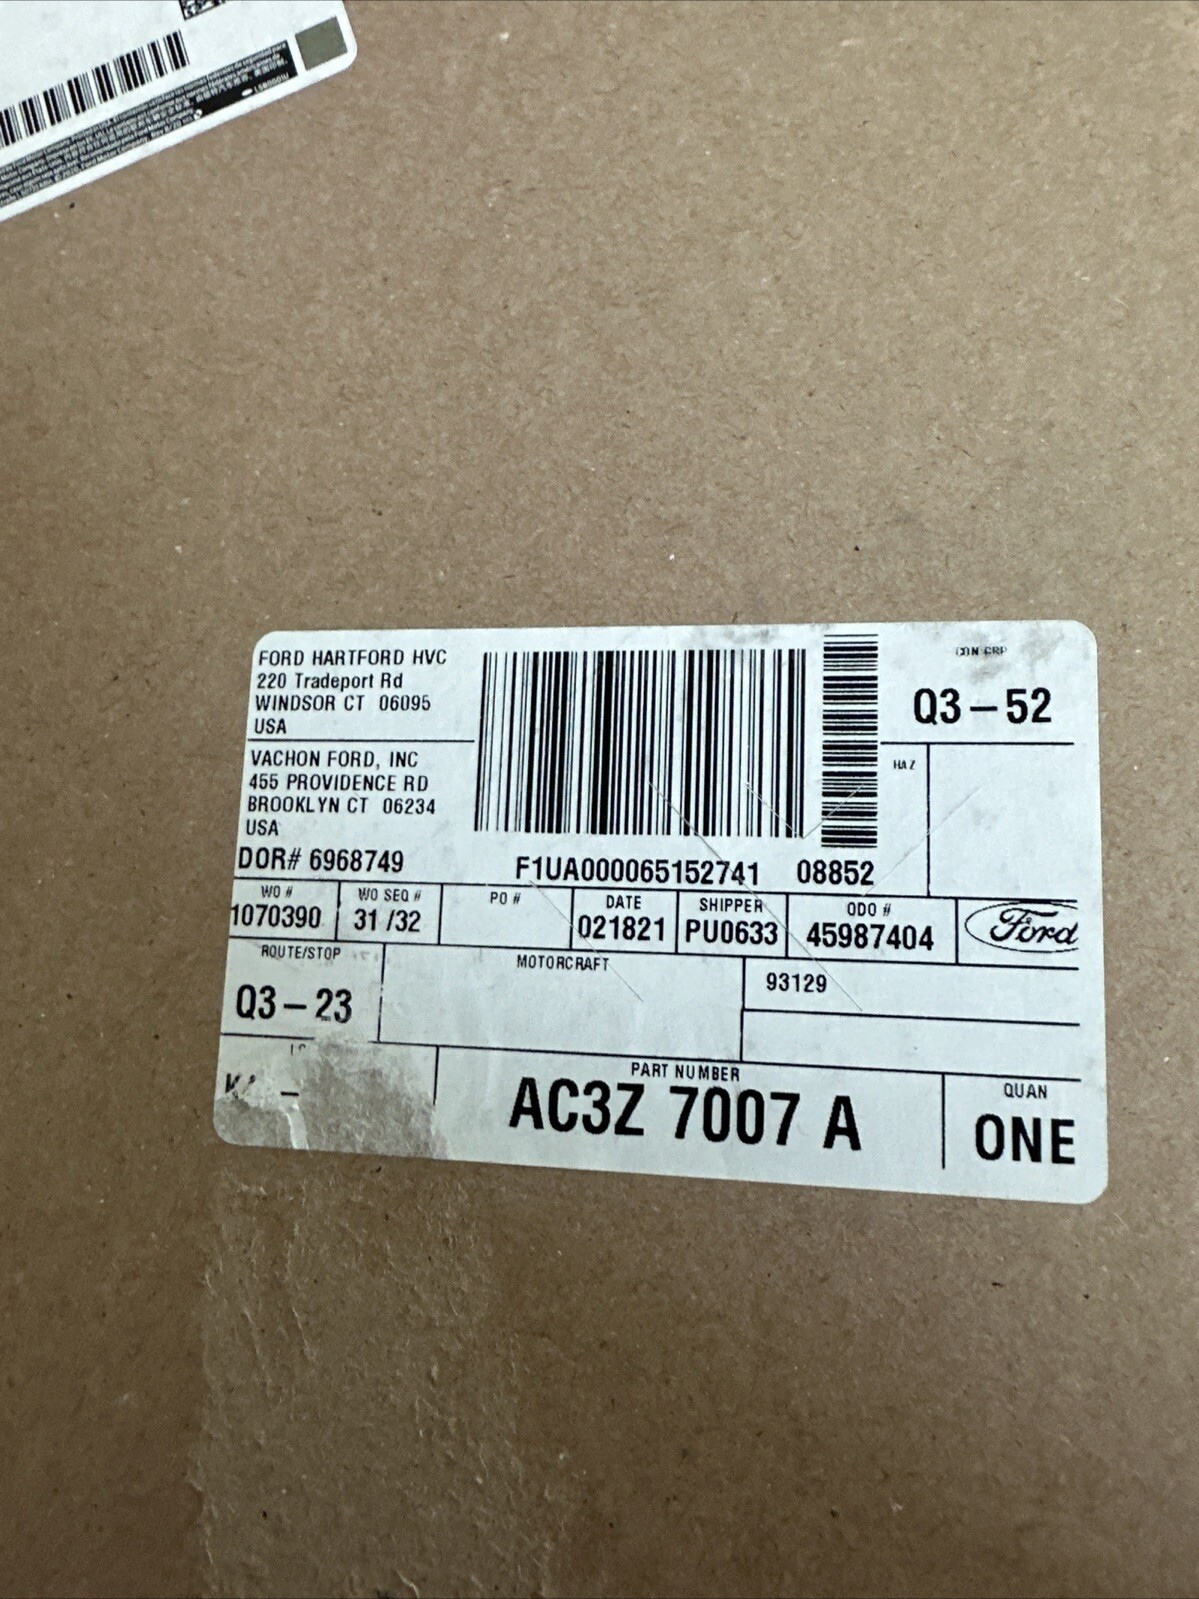 FORD HARTFORD HVC
220 Tradeport Rd
WINDSOR CT 06095
USA
VACHON FORD, INC
455 PROVIDENCE RD
BROOKLYN CT 06234
USA
DOR# 6968749
F1UA000065152741 08852
CON GRP
Q3-52
HAZ
WO #
1070390
WO SEQ #
31 /32
PO #
DATE
021821
SHIPPER
PU0633
ODO #
45987404
Ford
ROUTE/STOP
Q3-23
MOTORCRAFT
93129
PART NUMBER
AC3Z 7007 A
QUAN
ONE